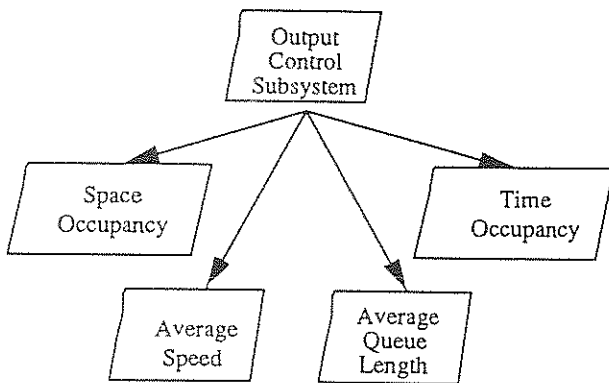 Output
Control
Subsystem
Space
Occupancy
Time
Occupancy
Average
Speed
Average
Queue
Length